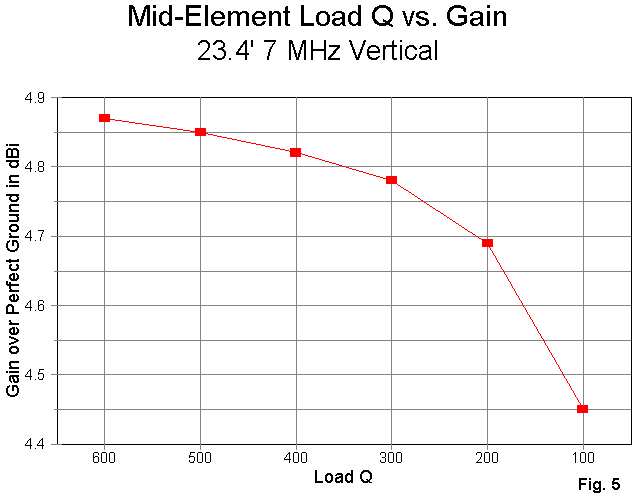 Mid-Element Load Q vs. Gain
23.4' 7 MHz Vertical
Gain over Perfect Ground in dBi
4.9
4.8
4.7
4.6
4.5
4.4
600 500 400 300 200 100
Load Q
Fig. 5